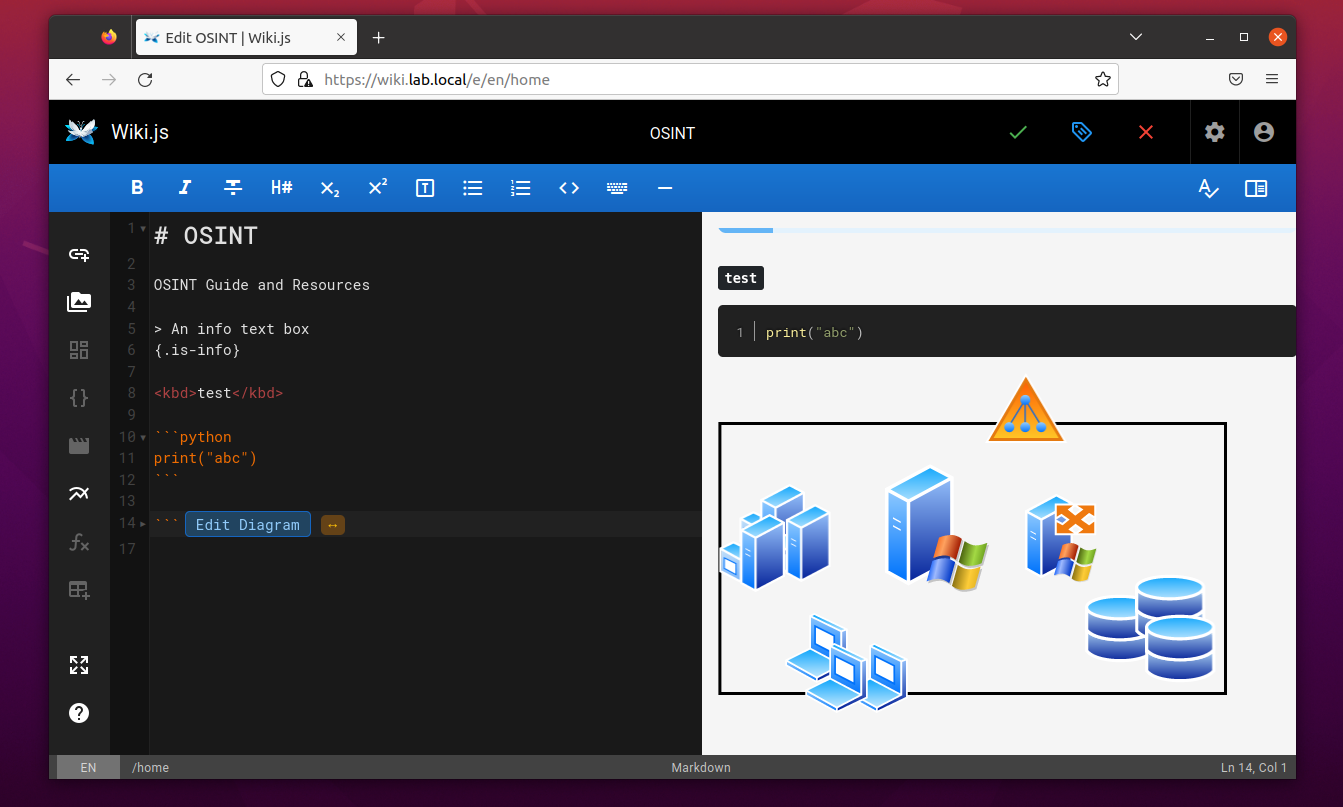 Edit OSINT | Wiki.js
https://wiki.lab.local/e/en/home
Wiki.js
OSINT
B I H# X₂ X² T
1 # OSINT
2
3 OSINT Guide and Resources
4
5 > An info text box
6 {.is-info}
7
8 <kbd>test</kbd>
9
10 ```python
11 print("abc")
12 ```
13
14 ``` Edit Diagram ↔
17
test
1 print("abc")
EN /home Markdown Ln 14, Col 1